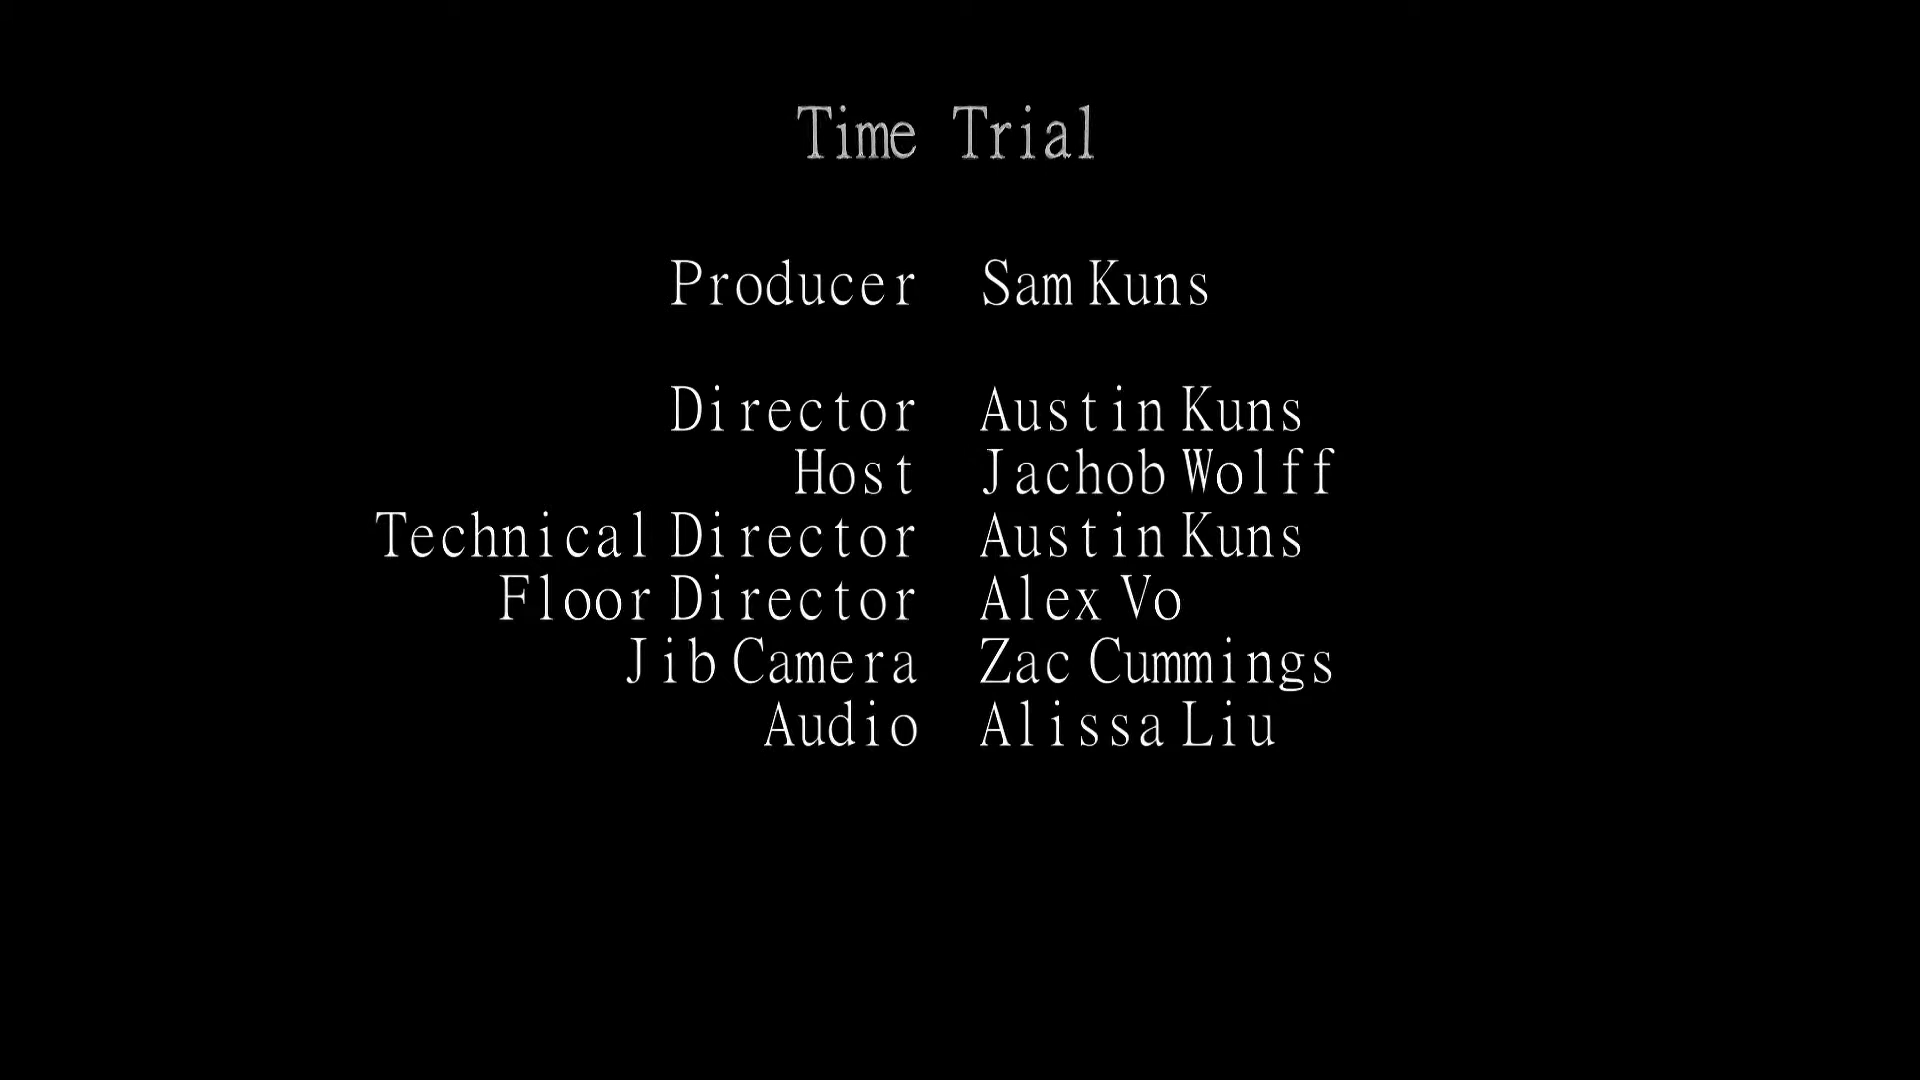 Time Trial
Producer Sam Kuns
Director Austin Kuns
Host Jachob Wolff
Technical Director Austin Kuns
Floor Director Alex Vo
Jib Camera Zac Cummings
Audio Alissa Liu